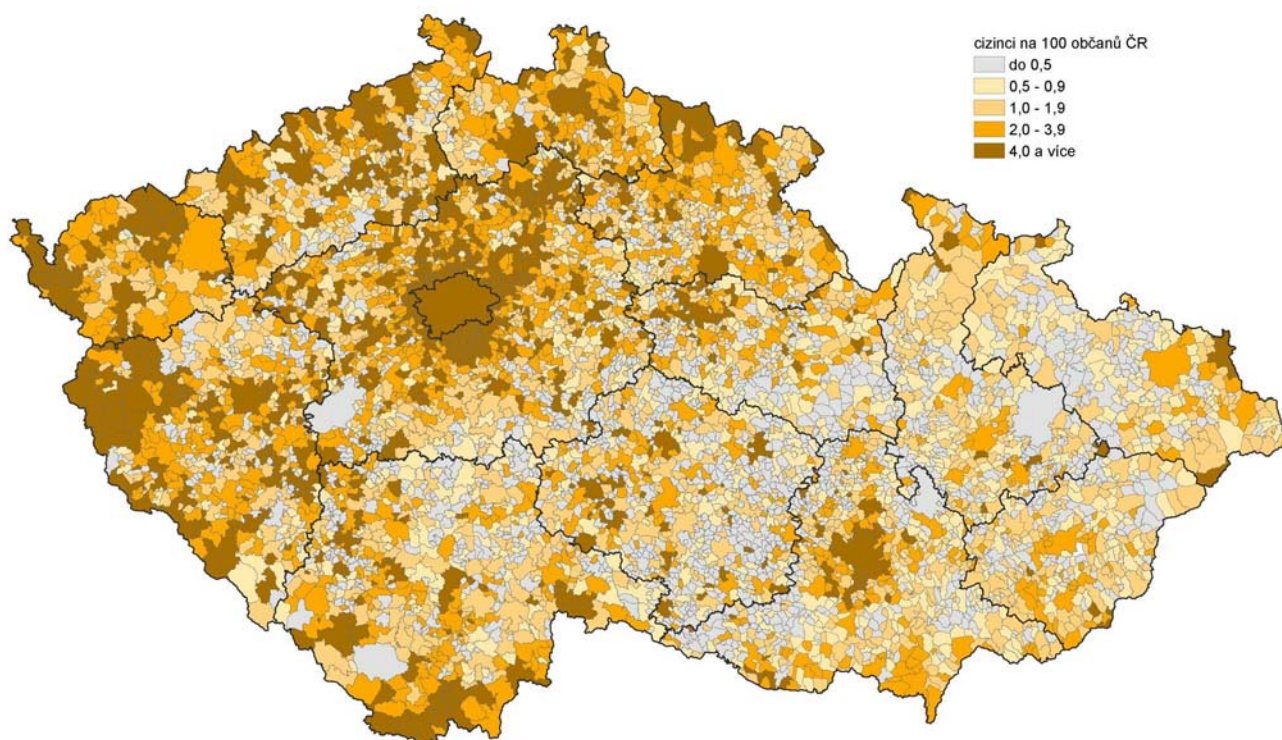 cizinci na 100 občanů ČR
do 0,5
0,5 - 0,9
1,0 - 1,9
2,0 - 3,9
4,0 a více